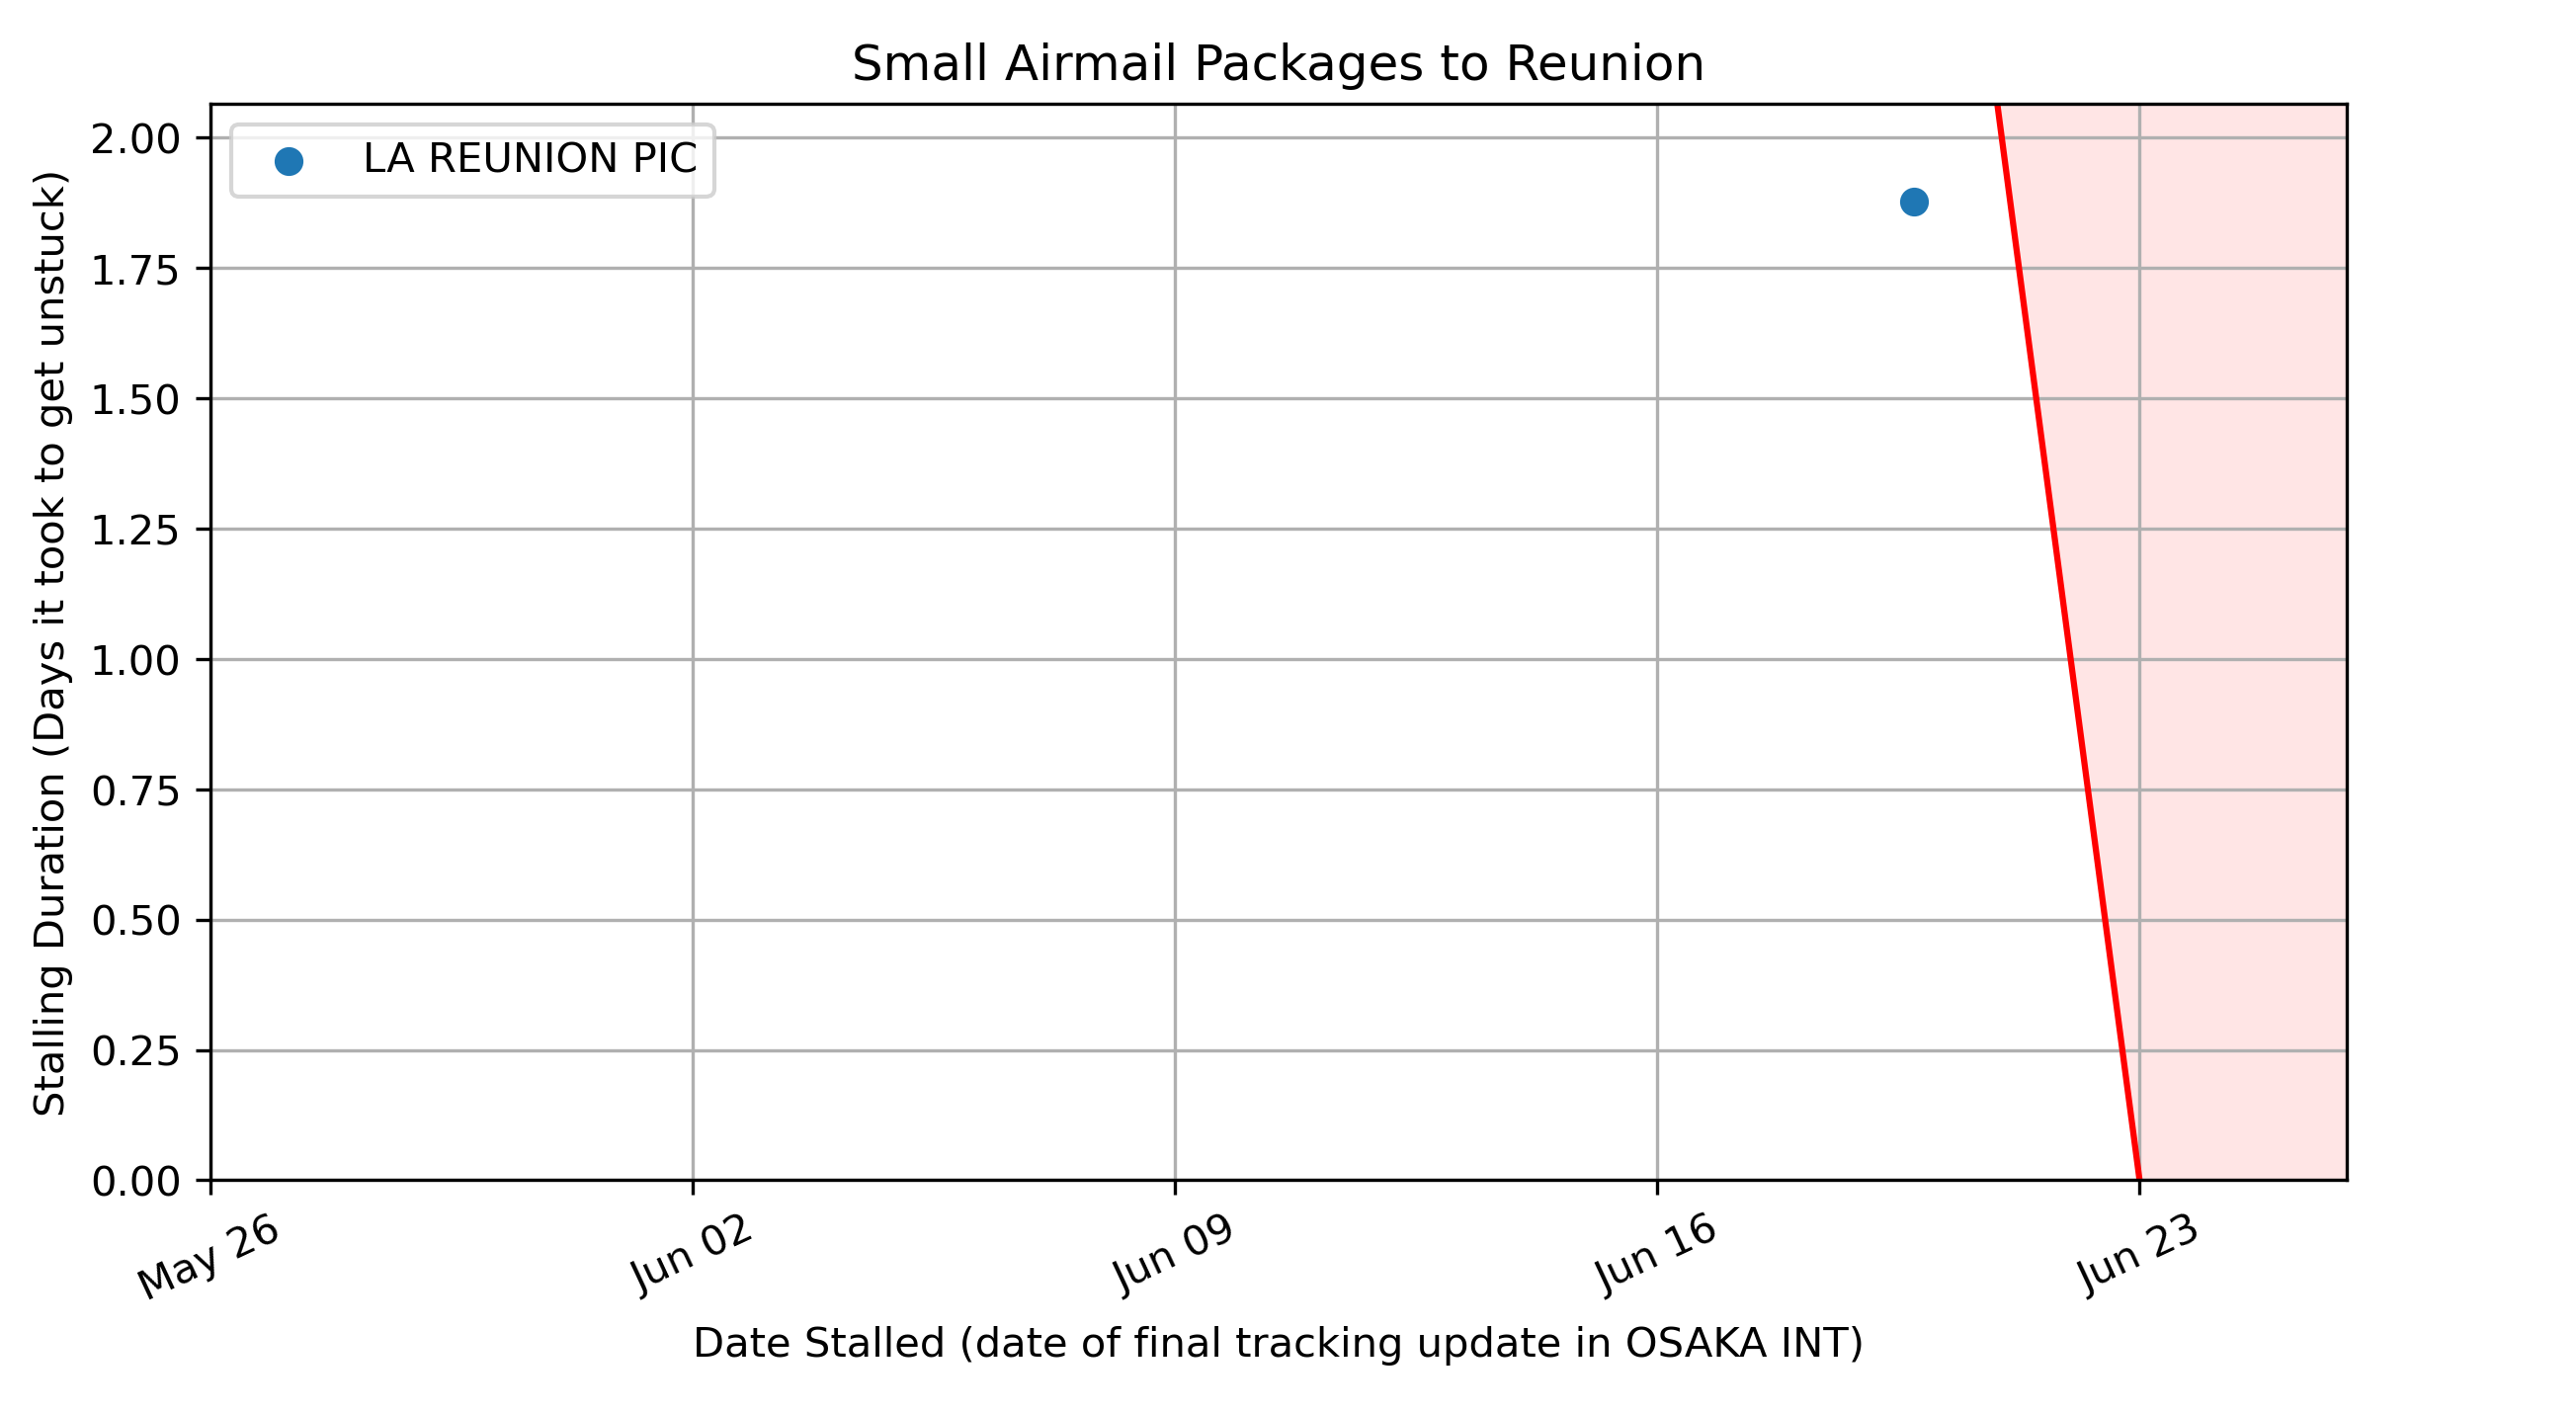 Small Airmail Packages to Reunion
LA REUNION PIC
Stalling Duration (Days it took to get unstuck)
2.00
1.75
1.50
1.25
1.00
0.75
0.50
0.25
0.00
May 26
Jun 02
Jun 09
Jun 16
Jun 23
Date Stalled (date of final tracking update in OSAKA INT)